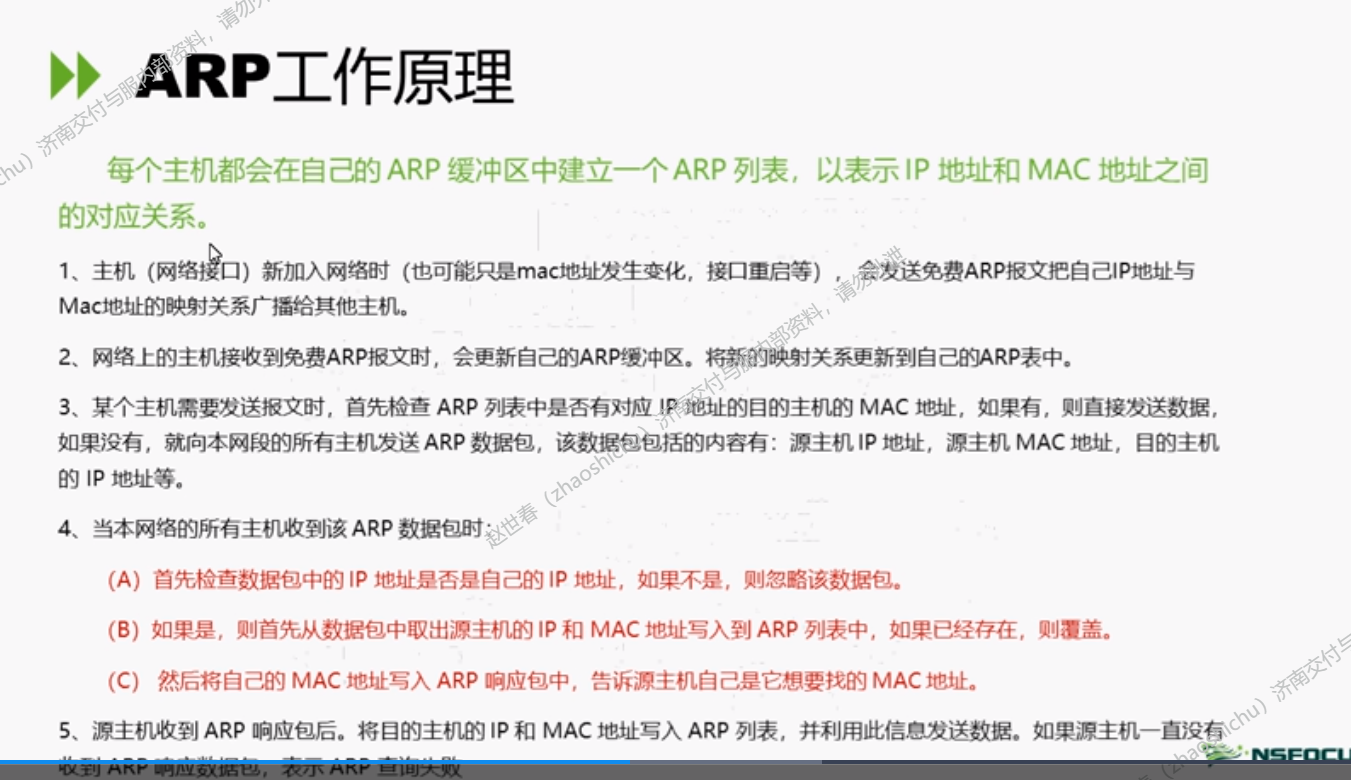 ARP工作原理
每个主机都会在自己的 ARP 缓冲区中建立一个 ARP 列表，以表示 IP 地址和 MAC 地址之间
的对应关系。
1、主机（网络接口）新加入网络时（也可能只是mac地址发生变化，接口重启等），会发送免费ARP报文把自己IP地址与
Mac地址的映射关系广播给其他主机。
2、网络上的主机接收到免费ARP报文时，会更新自己的ARP缓冲区。将新的映射关系更新到自己的ARP表中。
3、某个主机需要发送报文时，首先检查 ARP 列表中是否有对应 IP 地址的目的主机的 MAC 地址，如果有，则直接发送数据，
如果没有，就向本网段的所有主机发送 ARP 数据包，该数据包包括的内容有：源主机 IP 地址，源主机 MAC 地址，目的主机
的 IP 地址等。
4、当本网络的所有主机收到该 ARP 数据包时：
（A）首先检查数据包中的 IP 地址是否是自己的 IP 地址，如果不是，则忽略该数据包。
（B）如果是，则首先从数据包中取出源主机的 IP 和 MAC 地址写入到 ARP 列表中，如果已经存在，则覆盖。
（C） 然后将自己的 MAC 地址写入 ARP 响应包中，告诉源主机自己是它想要找的 MAC 地址。
5、源主机收到 ARP 响应包后。将目的主机的 IP 和 MAC 地址写入 ARP 列表，并利用此信息发送数据。如果源主机一直没有
收到 ARP 响应数据包，表示 ARP 查询失败
NSFOCU
chu）济南交付与服内部资料，请勿外
赵世春（zhaoshichu）济南交付与服内部资料，请勿外泄
（zhaoshichu）济南交付与